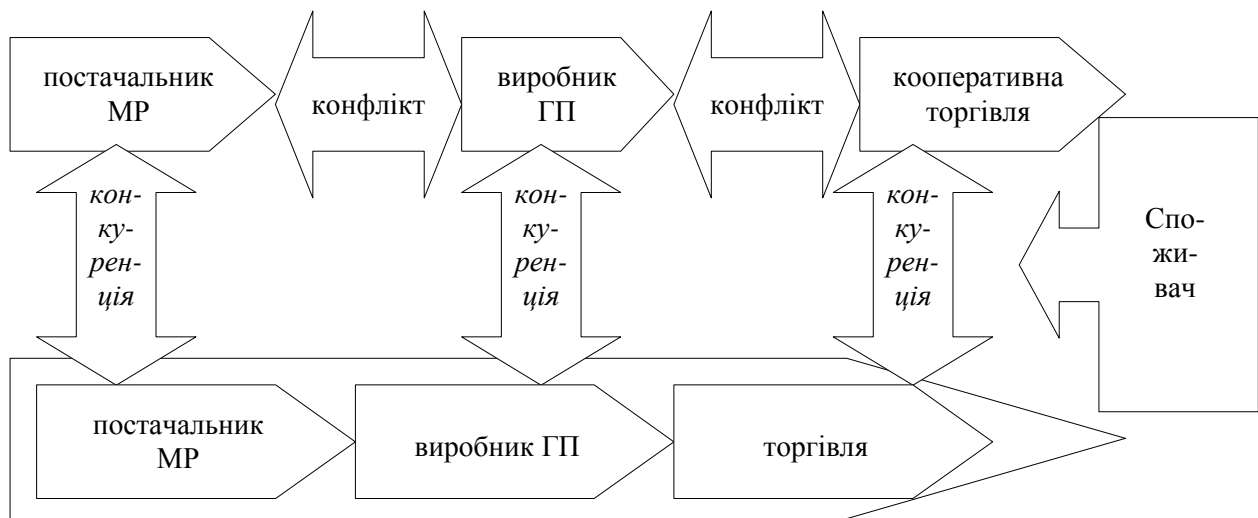 постачальник
МР
конфлікт
виробник
ГП
конфлікт
кооперативна
торгівля
кон-
ку-
рен-
ція
кон-
ку-
рен-
ція
кон-
ку-
рен-
ція
Спо-
жи-
вач
постачальник
МР
виробник ГП
торгівля